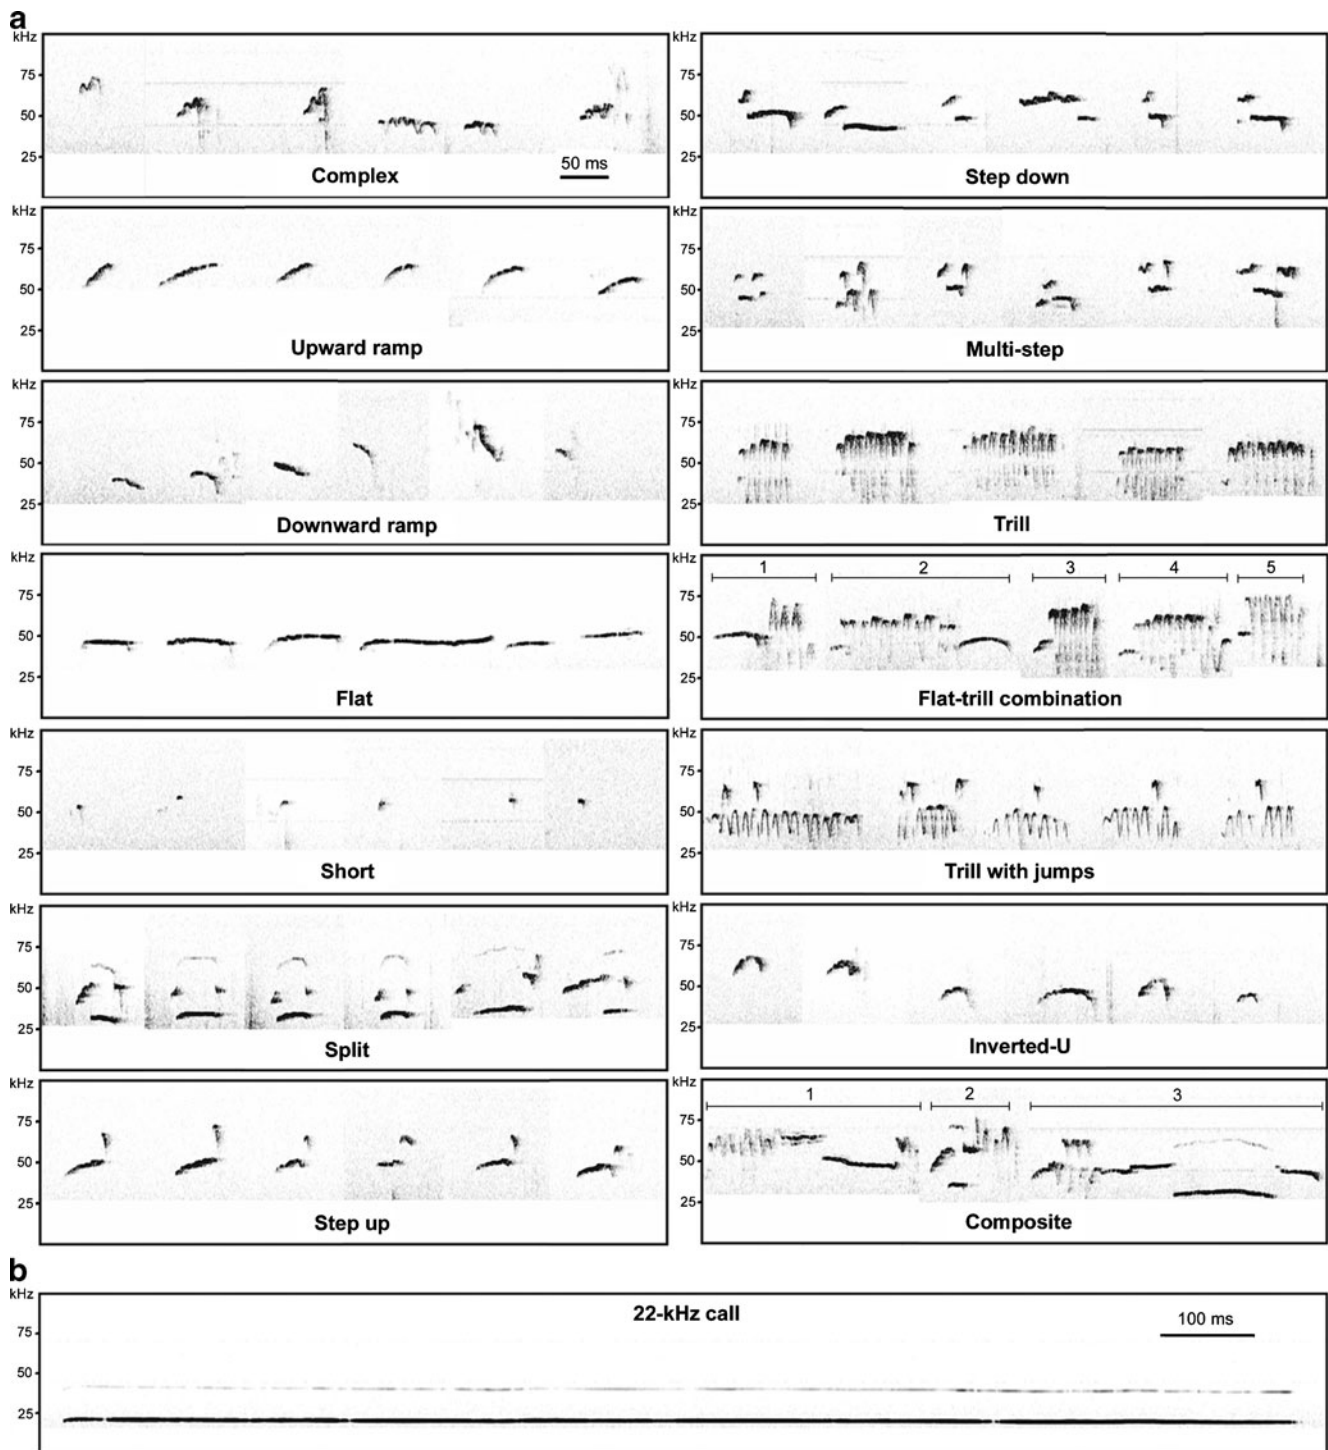 a
kHz
75
50
25
Complex
50 ms
kHz
75
50
25
Step down
kHz
75
50
25
Upward ramp
kHz
75
50
25
Multi-step
kHz
75
50
25
Downward ramp
kHz
75
50
25
Trill
kHz
75
50
25
Flat
kHz
1 2 3 4 5
75
50
25
Flat-trill combination
kHz
75
50
25
Short
kHz
75
50
25
Trill with jumps
kHz
75
50
25
Split
kHz
75
50
25
Inverted-U
kHz
75
50
25
Step up
kHz
1 2 3
75
50
25
Composite
b
kHz
22-kHz call
100 ms
75
50
25